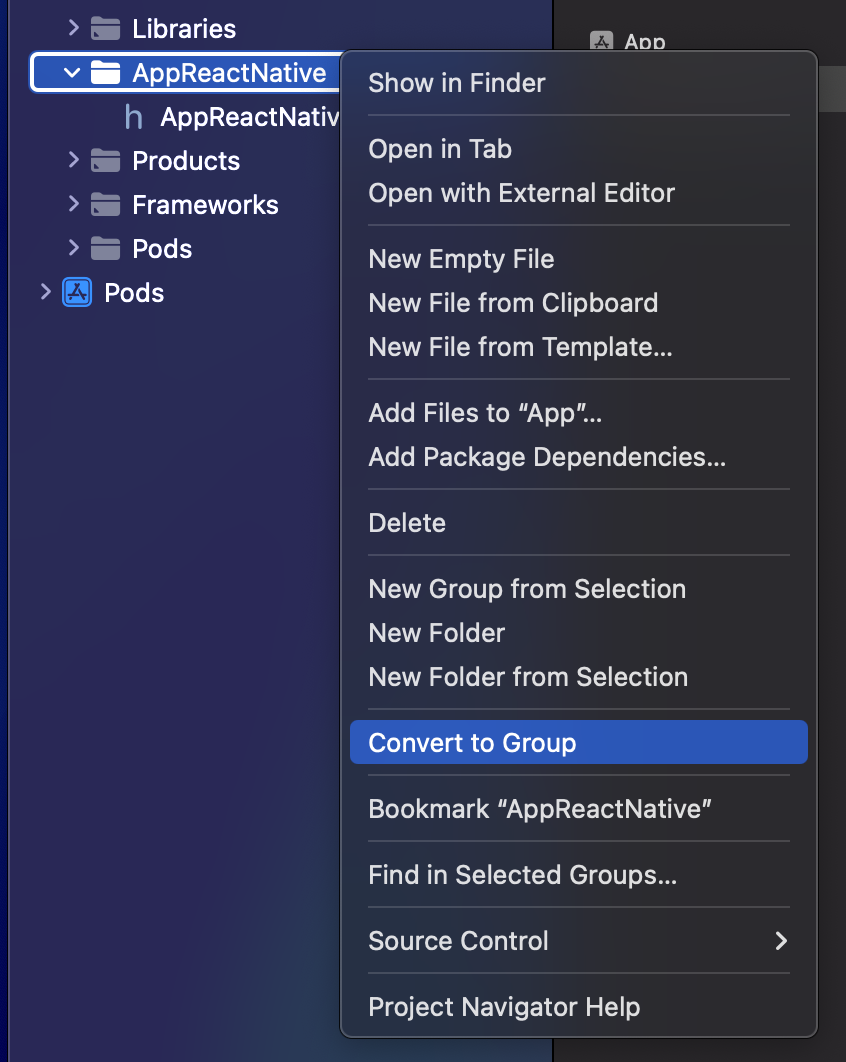 Libraries
AppReactNative
AppReactNativ
Products
Frameworks
Pods
Pods
App
Show in Finder
Open in Tab
Open with External Editor
New Empty File
New File from Clipboard
New File from Template...
Add Files to “App”...
Add Package Dependencies...
Delete
New Group from Selection
New Folder
New Folder from Selection
Convert to Group
Bookmark “AppReactNative”
Find in Selected Groups...
Source Control
Project Navigator Help